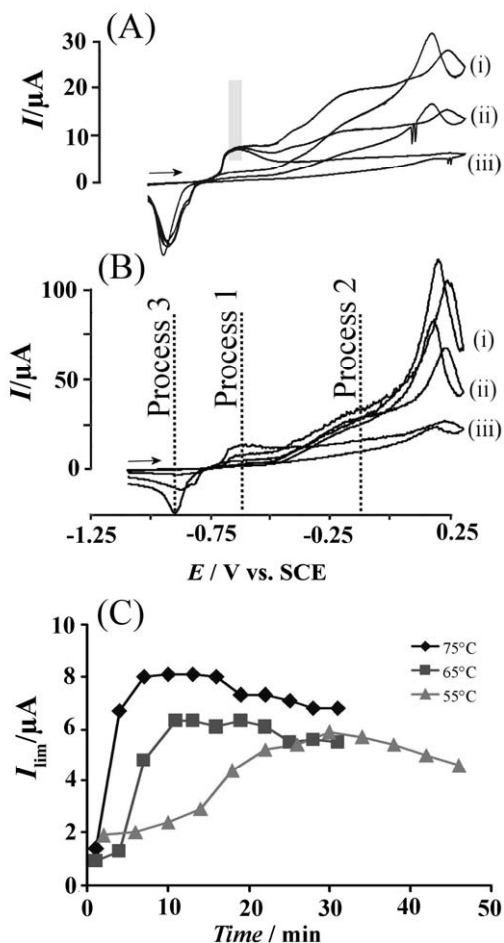 (A)
30
20
10
0
I/µA
(i)
(ii)
(iii)
(B)
100
50
0
I/µA
Process 3
Process 1
Process 2
(i)
(ii)
(iii)
-1.25
-0.75
-0.25
0.25
E / V vs. SCE
(C)
10
8
6
4
2
0
I lim/µA
75°C
65°C
55°C
0
10
20
30
40
50
Time / min